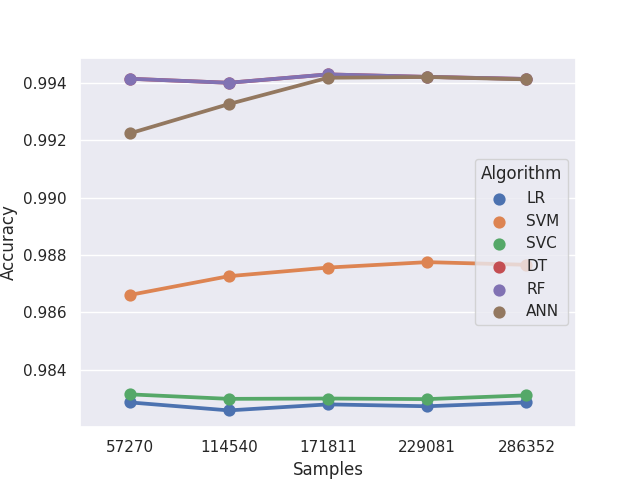 0.994
0.992
0.990
0.988
0.986
0.984
Accuracy
Algorithm
LR
SVM
SVC
DT
RF
ANN
57270
114540
171811
229081
286352
Samples